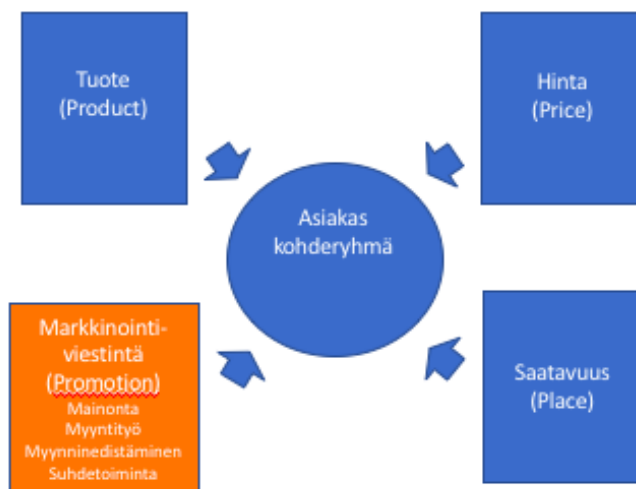 Tuote
(Product)
Hinta
(Price)
Asiakas
kohderyhmä
Markkinointi-
viestintä
(Promotion)
Mainonta
Myyntityö
Myynninedistäminen
Suhdetoiminta
Saatavuus
(Place)